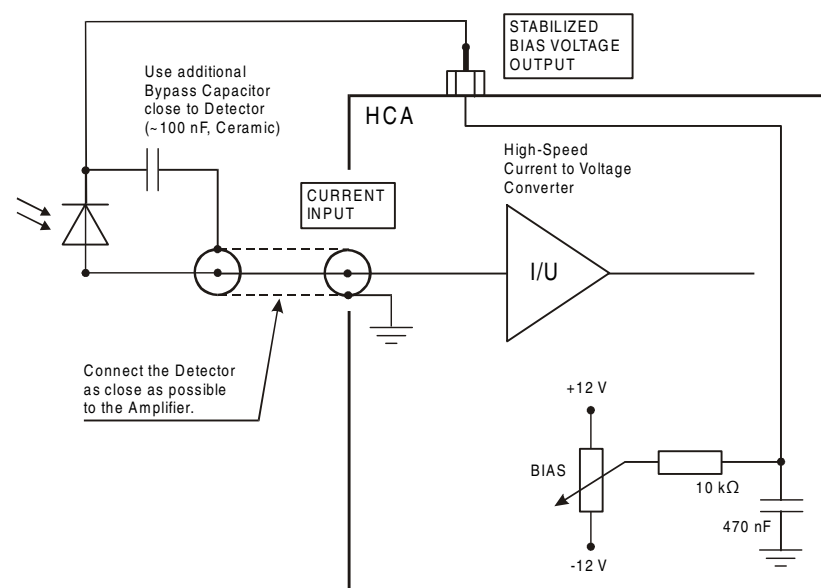 STABILIZED
BIAS VOLTAGE
OUTPUT
Use additional
Bypass Capacitor
close to Detector
(~100 nF, Ceramic)
HCA
High-Speed
Current to Voltage
Converter
CURRENT
INPUT
I/U
Connect the Detector
as close as possible
to the Amplifier.
+12 V
BIAS
10 kΩ
470 nF
-12 V